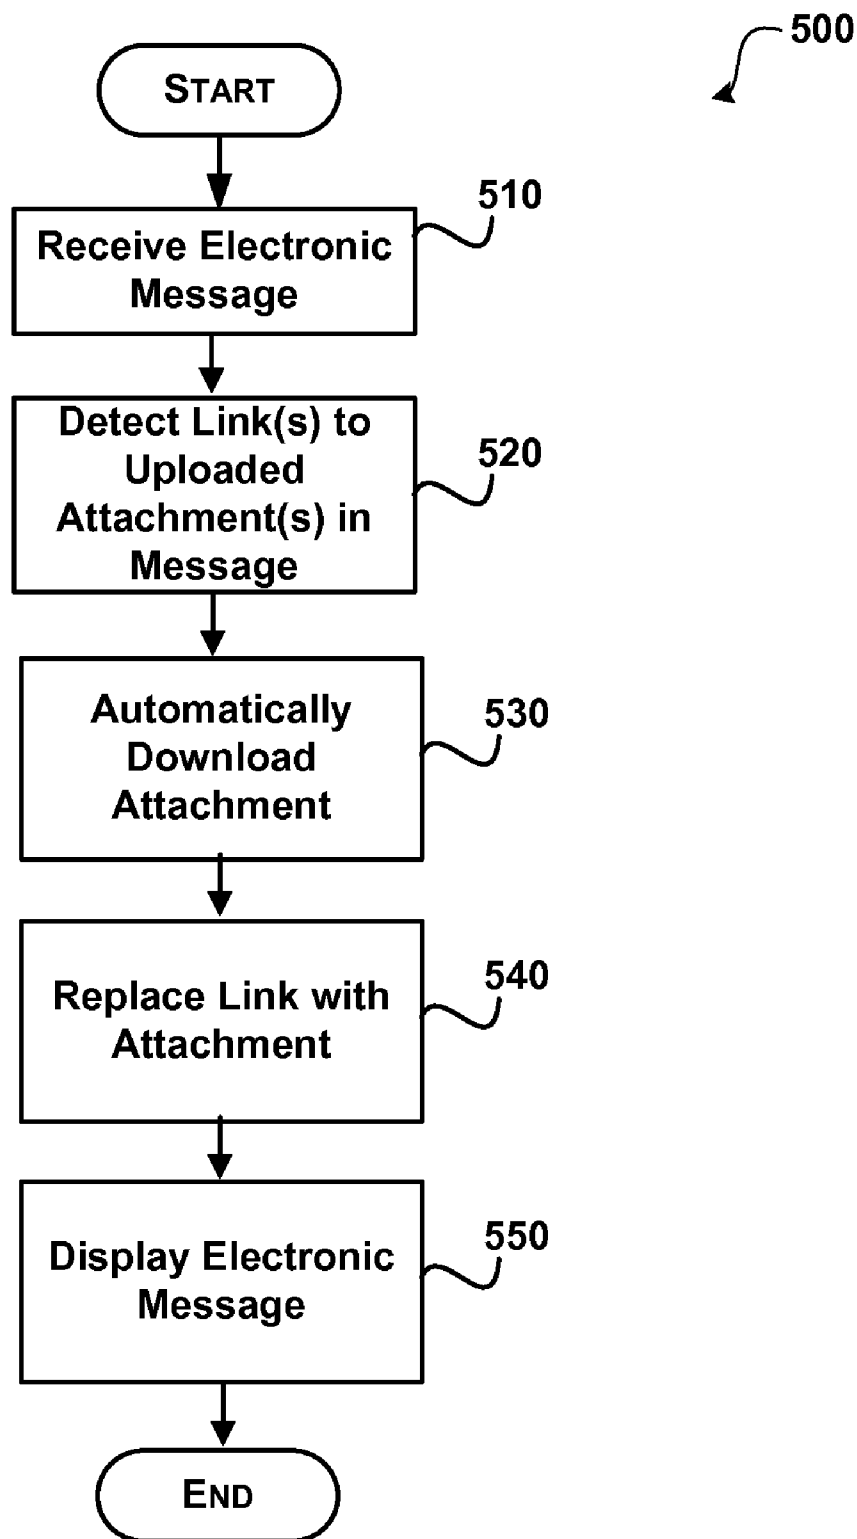 500
START
510
Receive Electronic
Message
520
Detect Link(s) to
Uploaded
Attachment(s) in
Message
530
Automatically
Download
Attachment
540
Replace Link with
Attachment
550
Display Electronic
Message
END